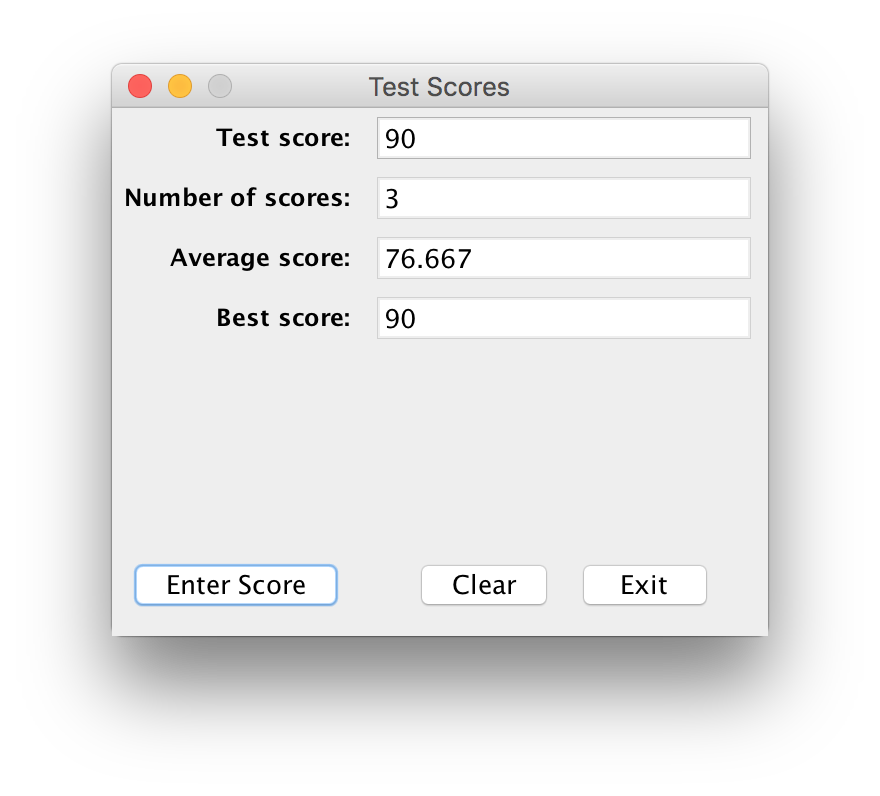 Test Scores
Test score: 90
Number of scores: 3
Average score: 76.667
Best score: 90
Enter Score Clear Exit